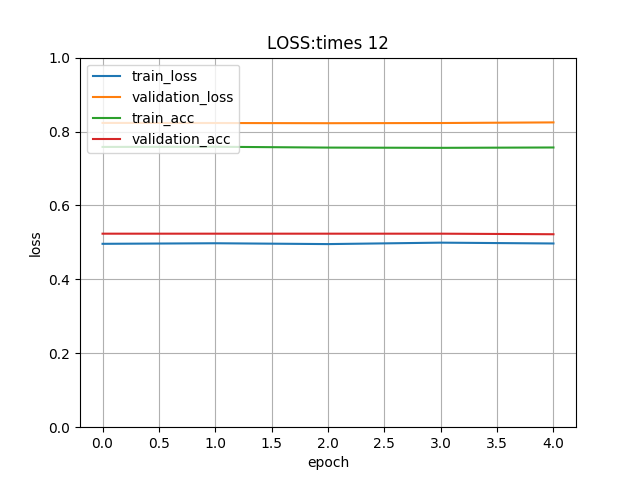 LOSS:times 12
1.0
0.8
0.6
0.4
0.2
0.0
loss
train_loss
validation_loss
train_acc
validation_acc
0.0 0.5 1.0 1.5 2.0 2.5 3.0 3.5 4.0
epoch